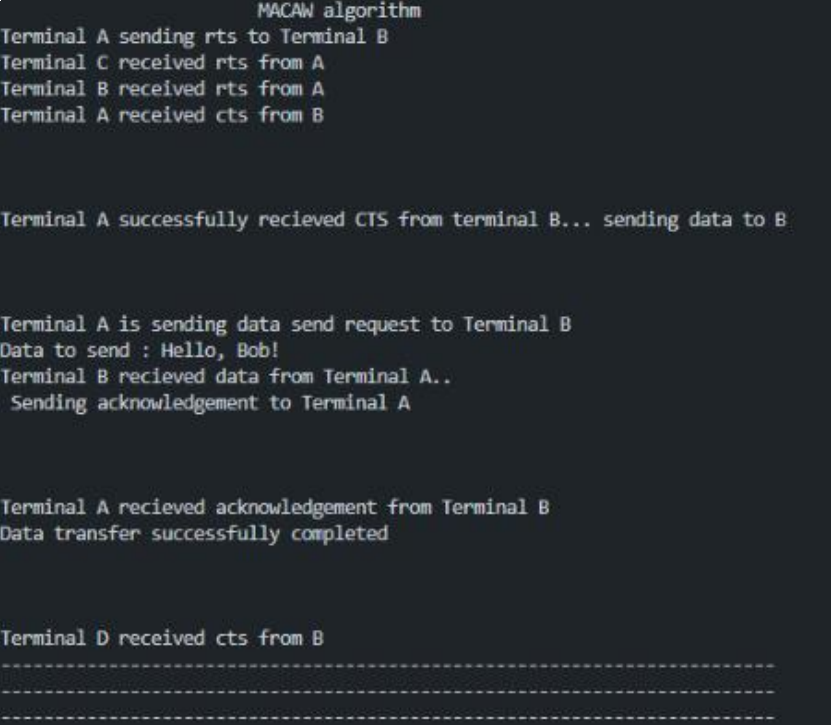 MACAW algorithm
Terminal A sending rts to Terminal B
Terminal C received rts from A
Terminal B received rts from A
Terminal A received cts from B
Terminal A successfully recieved CTS from terminal B... sending data to B
Terminal A is sending data send request to Terminal B
Data to send : Hello, Bob!
Terminal B recieved data from Terminal A..
Sending acknowledgement to Terminal A
Terminal A recieved acknowledgement from Terminal B
Data transfer successfully completed
Terminal D received cts from B
--------------------------------------------------------------------------
--------------------------------------------------------------------------
--------------------------------------------------------------------------